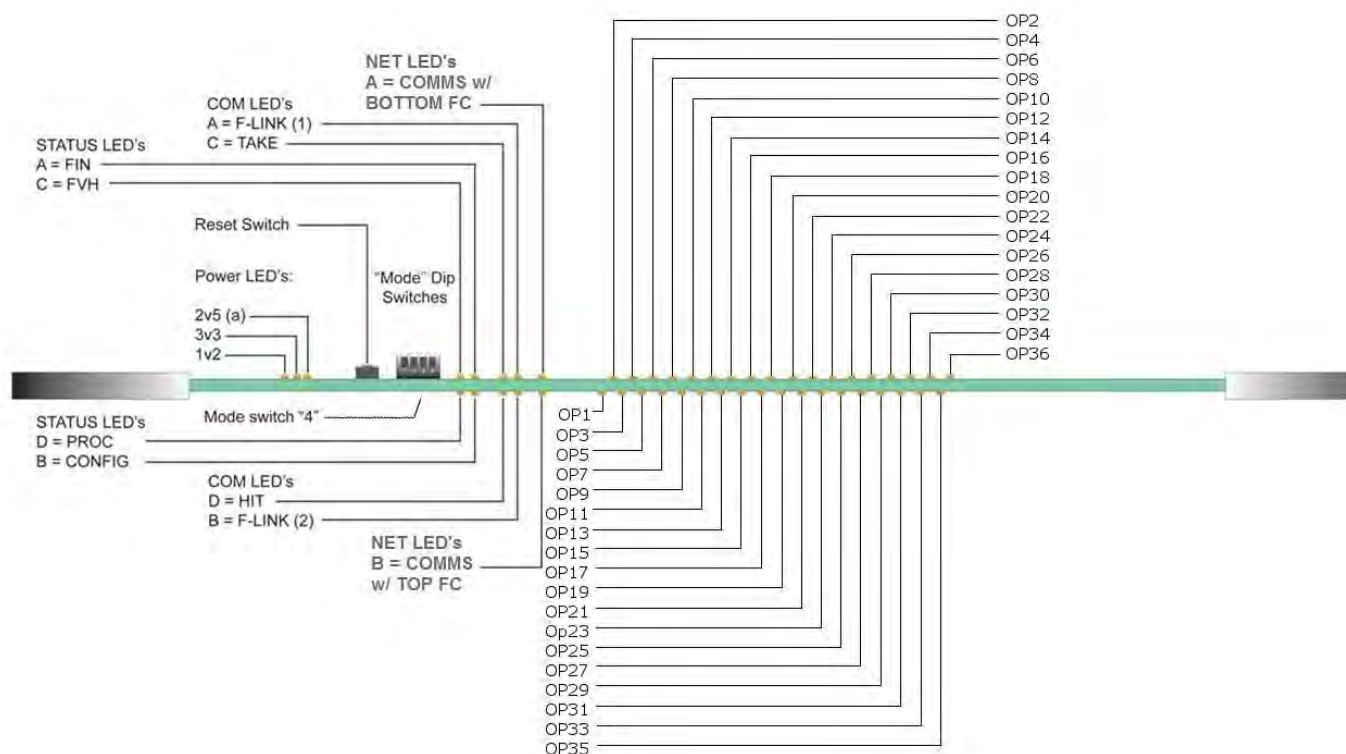 NET LED's
A = COMMS w/
BOTTOM FC
COM LED's
A = F-LINK (1)
C = TAKE
STATUS LED's
A = FIN
C = FVH
Reset Switch
Power LED's:
"Mode" Dip
Switches
2v5 (a)
3v3
1v2
OP2
OP4
OP6
OP8
OP10
OP12
OP14
OP16
OP18
OP20
OP22
OP24
OP26
OP28
OP30
OP32
OP34
OP36
Mode switch "4"
STATUS LED's
D = PROC
B = CONFIG
COM LED's
D = HIT
B = F-LINK (2)
NET LED's
B = COMMS
w/ TOP FC
OP1
OP3
OP5
OP7
OP9
OP11
OP13
OP15
OP17
OP19
OP21
Op23
OP25
OP27
OP29
OP31
OP33
OP35